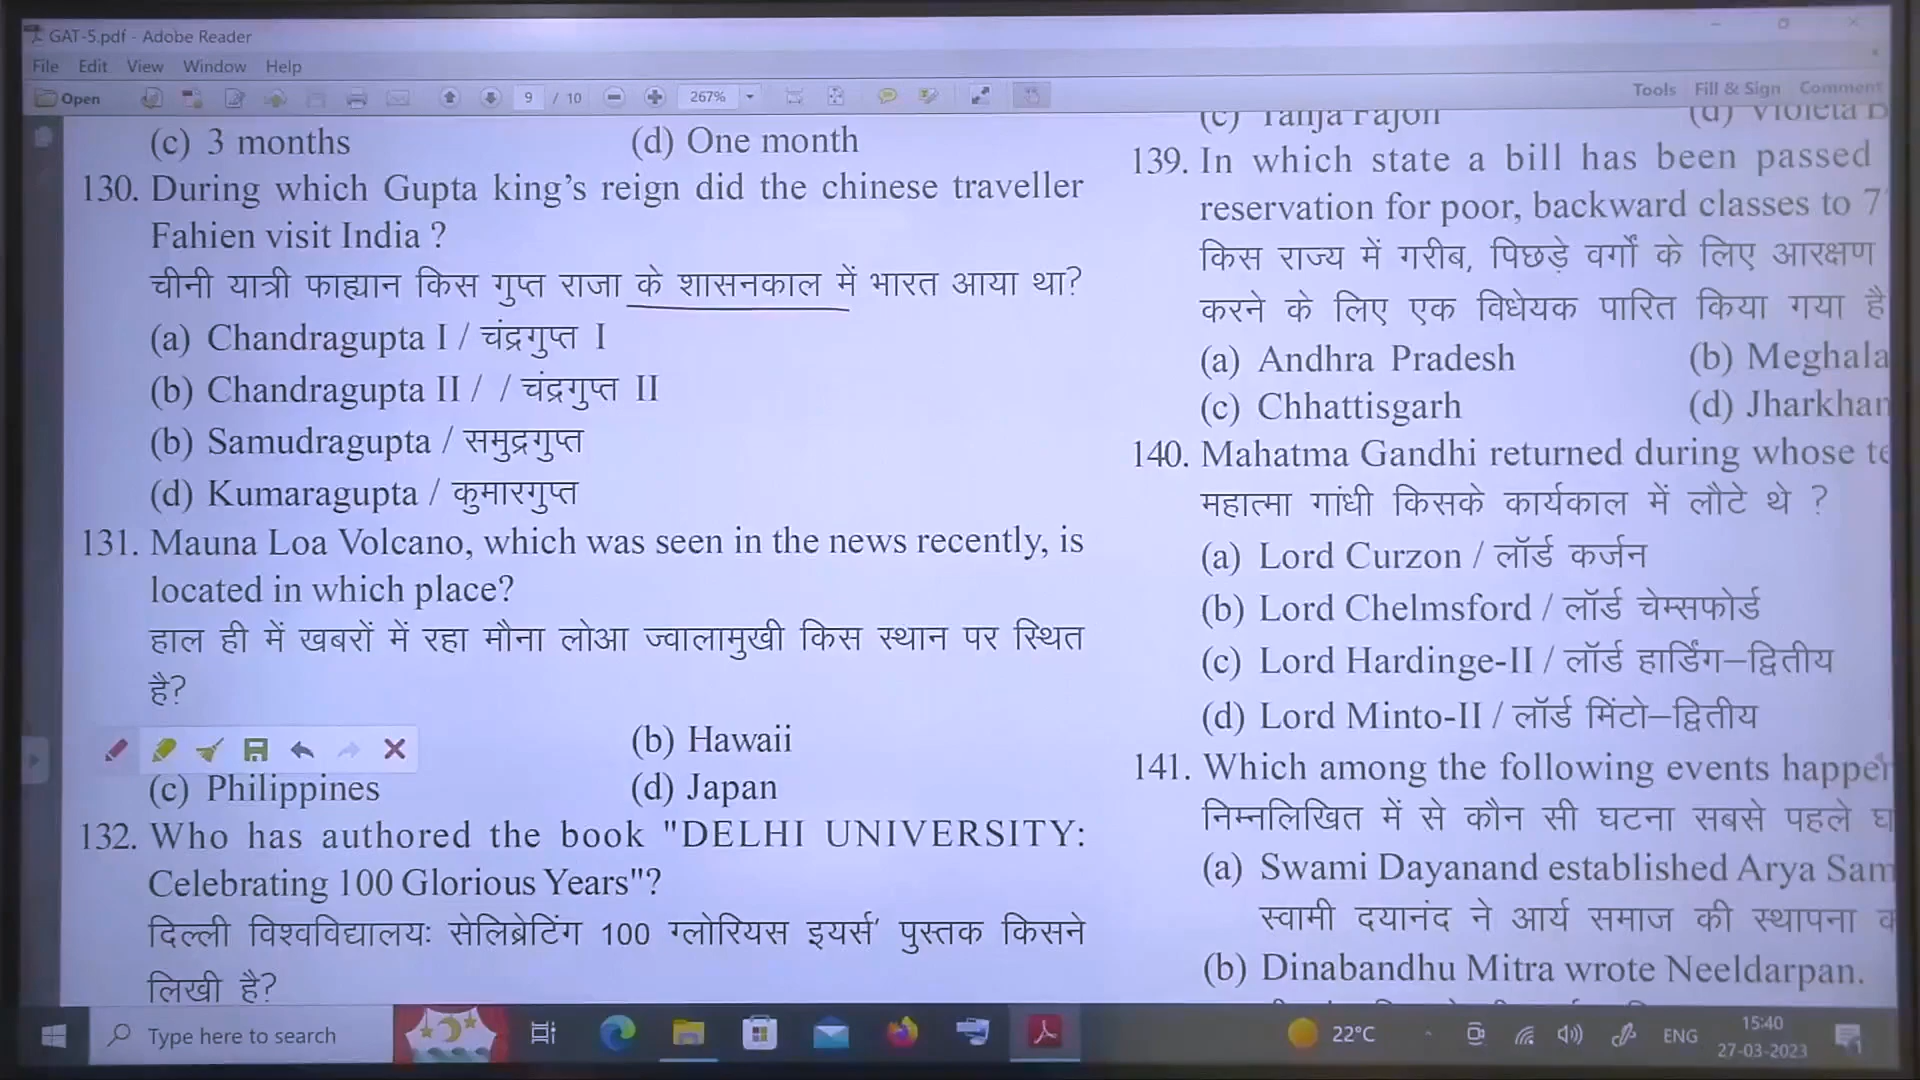 GAT-5.pdf - Adobe Reader
File Edit View Window Help
Open 9 / 10 267% Tools Fill & Sign Comment
(c) 3 months (d) One month
130. During which Gupta king's reign did the chinese traveller
Fahien visit India ?
चीनी यात्री फाह्यान किस गुप्त राजा के शासनकाल में भारत आया था?
(a) Chandragupta I / चंद्रगुप्त I
(b) Chandragupta II / / चंद्रगुप्त II
(b) Samudragupta / समुद्रगुप्त
(d) Kumaragupta / कुमारगुप्त
131. Mauna Loa Volcano, which was seen in the news recently, is
located in which place?
हाल ही में खबरों में रहा मौना लोआ ज्वालामुखी किस स्थान पर स्थित
है?
(b) Hawaii
(c) Philippines (d) Japan
132. Who has authored the book "DELHI UNIVERSITY:
Celebrating 100 Glorious Years"?
दिल्ली विश्वविद्यालयः सेलिब्रेटिंग 100 ग्लोरियस इयर्स' पुस्तक किसने
लिखी है?
(c) Tanja Fajon (d) Violeta B
139. In which state a bill has been passed
reservation for poor, backward classes to 7
किस राज्य में गरीब, पिछड़े वर्गों के लिए आरक्षण
करने के लिए एक विधेयक पारित किया गया है
(a) Andhra Pradesh (b) Meghala
(c) Chhattisgarh (d) Jharkhan
140. Mahatma Gandhi returned during whose te
महात्मा गांधी किसके कार्यकाल में लौटे थे ?
(a) Lord Curzon / लॉर्ड कर्जन
(b) Lord Chelmsford / लॉर्ड चेम्सफोर्ड
(c) Lord Hardinge-II / लॉर्ड हार्डिंग–द्वितीय
(d) Lord Minto-II / लॉर्ड मिंटो–द्वितीय
141. Which among the following events happen
निम्नलिखित में से कौन सी घटना सबसे पहले घ
(a) Swami Dayanand established Arya Sam
स्वामी दयानंद ने आर्य समाज की स्थापना क
(b) Dinabandhu Mitra wrote Neeldarpan.
Type here to search 22°C ENG 15:40
27-03-2023